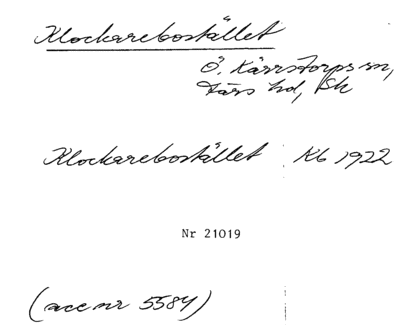 Klockarebostället
Ö. Kärrstorps sn,
Färs hd, Sk
Klockarebostället Kb 1922
Nr 21019
(acc nr 5584)